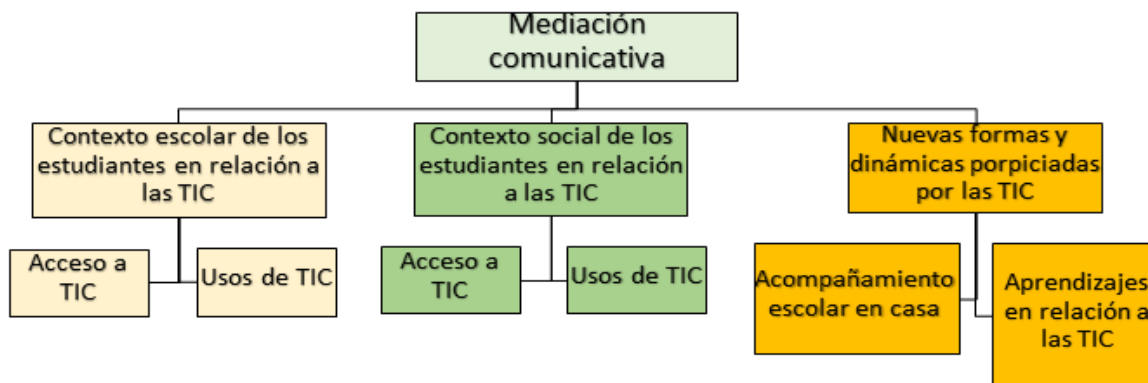 Mediación
comunicativa
Contexto escolar de los
estudiantes en relación a
las TIC
Contexto social de los
estudiantes en relación
a las TIC
Nuevas formas y
dinámicas porpiciadas
por las TIC
Acceso a
TIC
Usos de TIC
Acceso a
TIC
Usos de TIC
Acompañamiento
escolar en casa
Aprendizajes
en relación a
las TIC